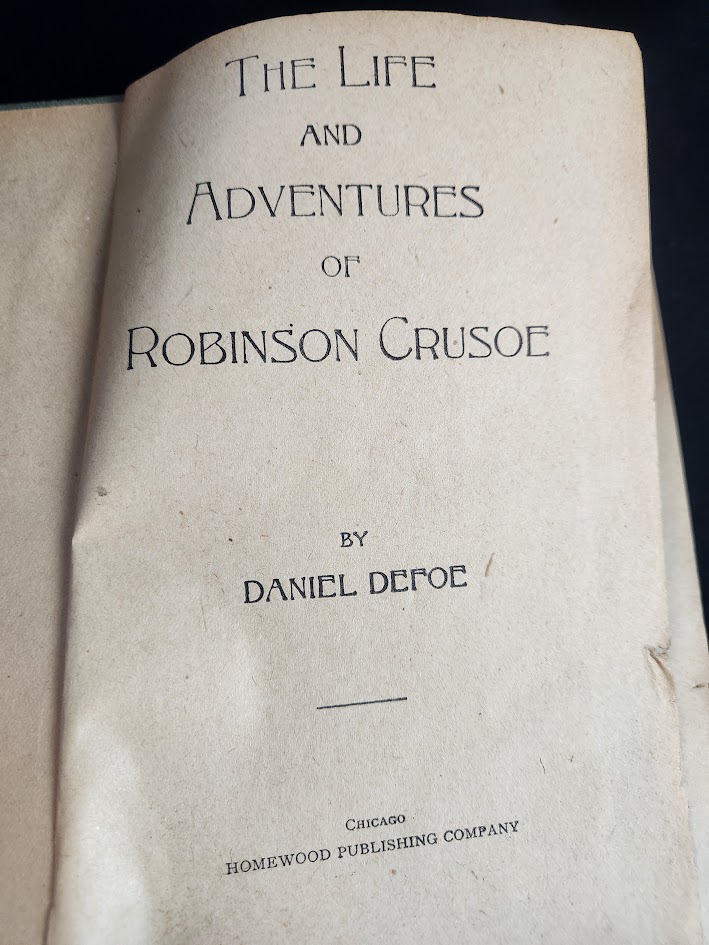 THE LIFE
AND
ADVENTURES
OF
ROBINSON CRUSOE
BY
DANIEL DEFOE
CHICAGO
HOMEWOOD PUBLISHING COMPANY